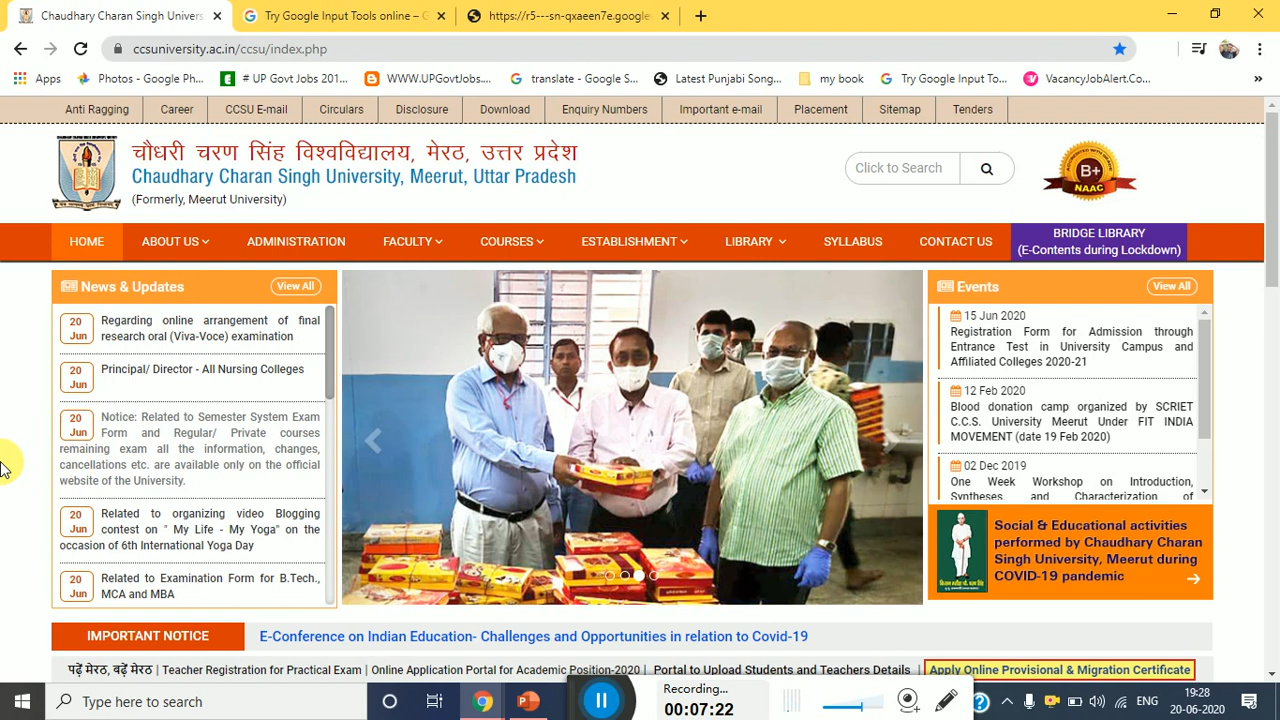 Chaudhary Charan Singh Univers
Try Google Input Tools online –
https://r5---sn-qxaeen7e.google
ccsuniversity.ac.in/ccsu/index.php
Apps
Photos - Google Ph...
# UP Govt Jobs 201...
WWW.UPGovtJobs....
translate - Google S...
Latest Punjabi Song...
my book
Try Google Input To...
VacancyJobAlert.Co...
Anti Ragging
Career
CCSU E-mail
Circulars
Disclosure
Download
Enquiry Numbers
Important e-mail
Placement
Sitemap
Tenders
चौधरी चरण सिंह विश्वविद्यालय, मेरठ, उत्तर प्रदेश
Chaudhary Charan Singh University, Meerut, Uttar Pradesh
(Formerly, Meerut University)
Click to Search
B+
NAAC
HOME
ABOUT US
ADMINISTRATION
FACULTY
COURSES
ESTABLISHMENT
LIBRARY
SYLLABUS
CONTACT US
BRIDGE LIBRARY
(E-Contents during Lockdown)
News & Updates
View All
20 Jun
Regarding online arrangement of final
research oral (Viva-Voce) examination
20 Jun
Principal/ Director - All Nursing Colleges
20 Jun
Notice: Related to Semester System Exam
Form and Regular/ Private courses
remaining exam all the information, changes,
cancellations etc. are available only on the official
website of the University.
20 Jun
Related to organizing video Blogging
contest on " My Life - My Yoga" on the
occasion of 6th International Yoga Day
20 Jun
Related to Examination Form for B.Tech.,
MCA and MBA
Events
View All
15 Jun 2020
Registration Form for Admission through
Entrance Test in University Campus and
Affiliated Colleges 2020-21
12 Feb 2020
Blood donation camp organized by SCRIET
C.C.S. University Meerut Under FIT INDIA
MOVEMENT (date 19 Feb 2020)
02 Dec 2019
One Week Workshop on Introduction,
Syntheses and Characterization of
Social & Educational activities
performed by Chaudhary Charan
Singh University, Meerut during
COVID-19 pandemic
IMPORTANT NOTICE
E-Conference on Indian Education- Challenges and Opportunities in relation to Covid-19
पढ़ें मेरठ, बढ़ें मेरठ | Teacher Registration for Practical Exam | Online Application Portal for Academic Position-2020 | Portal to Upload Students and Teachers Details | Apply Online Provisional & Migration Certificate
Type here to search
Recording...
00:07:22
ENG
19:28
20-06-2020